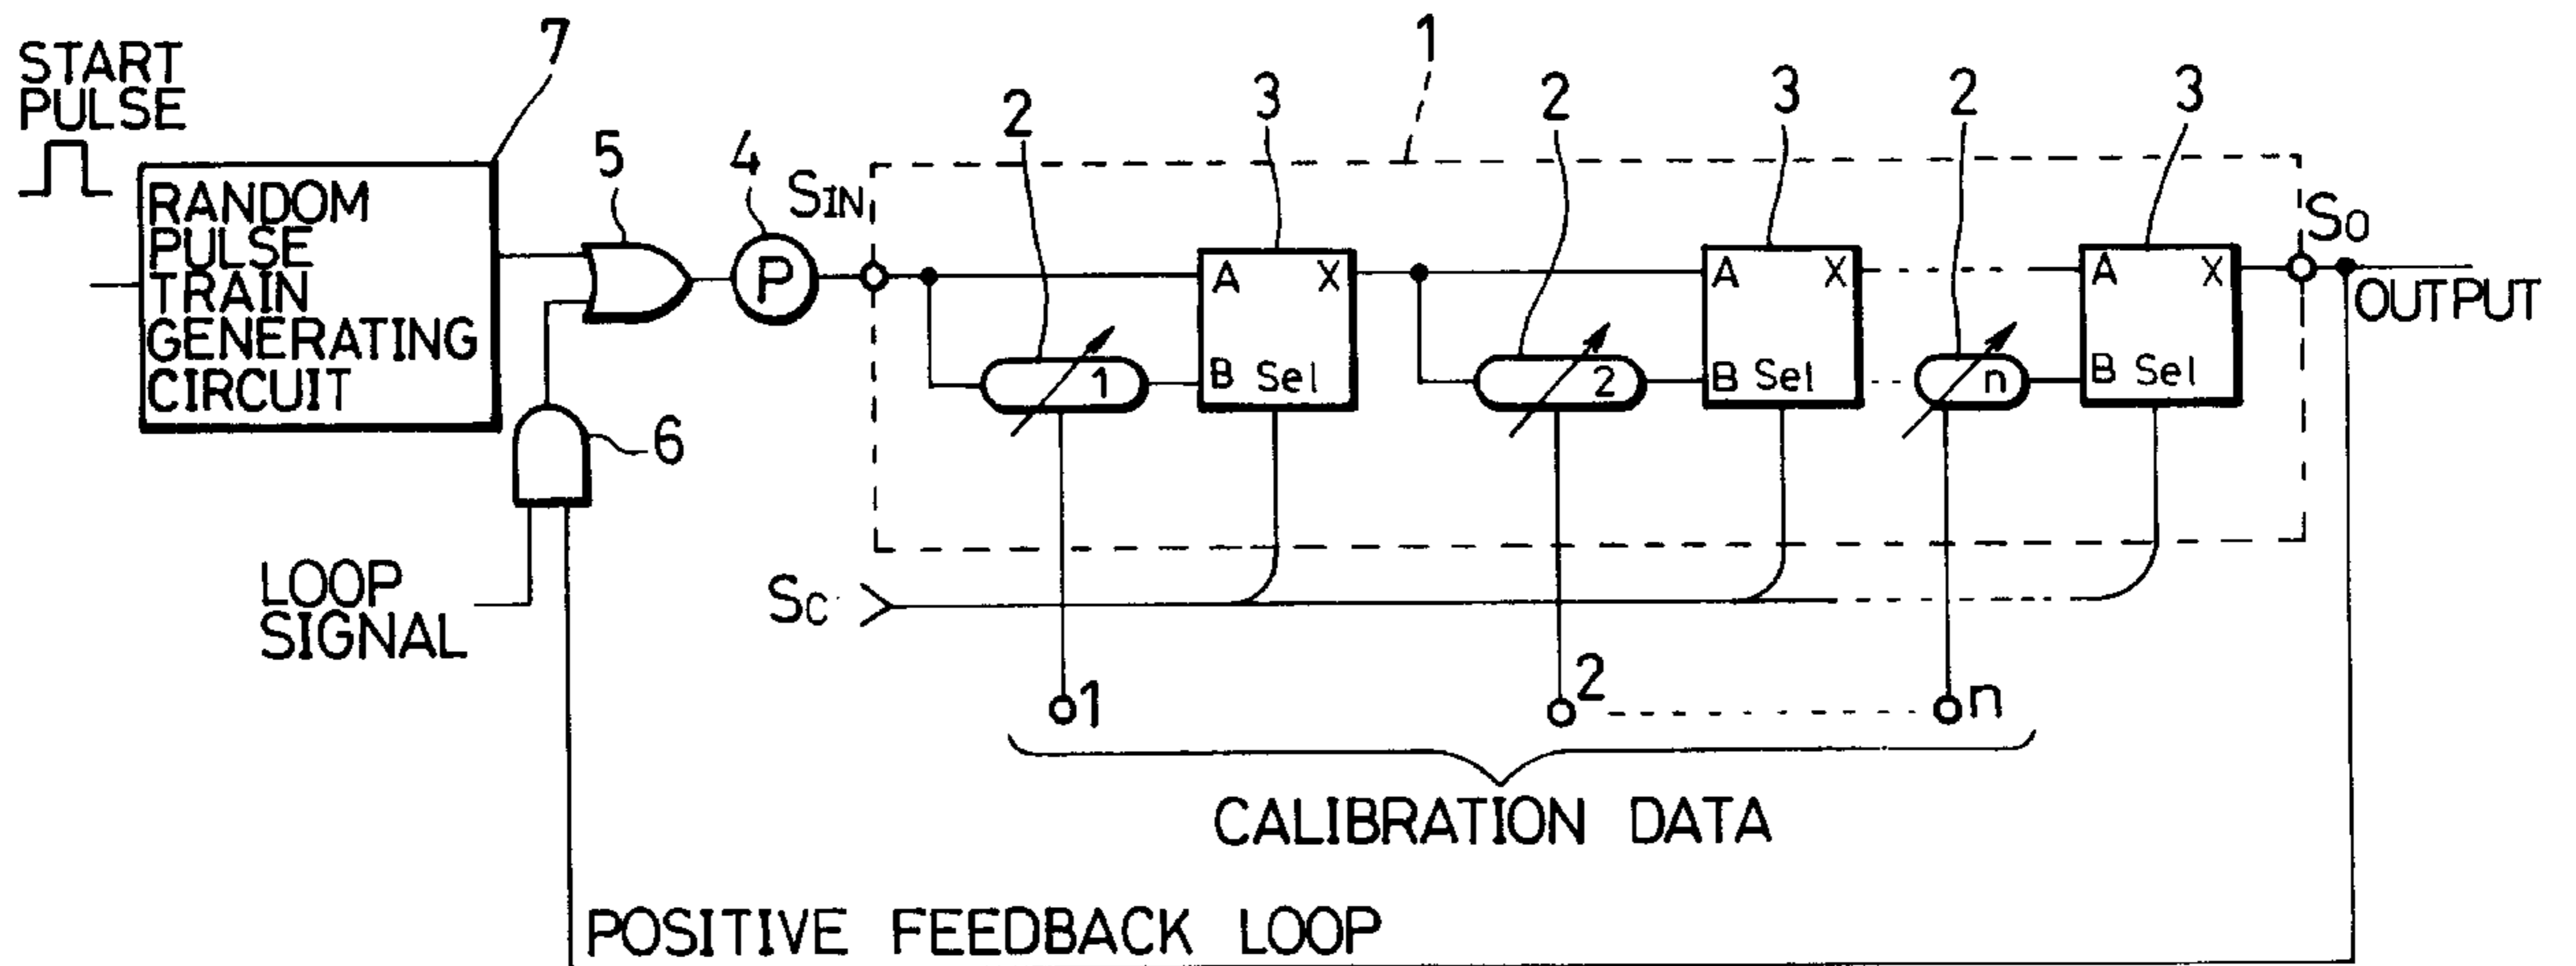 START
PULSE
7
RANDOM
PULSE
TRAIN
GENERATING
CIRCUIT
5
4
P
SIN
6
LOOP
SIGNAL
1
2
3
2
3
2
3
A X
B Sel
1
A X
B Sel
2
A X
B Sel
n
So
OUTPUT
Sc
1
2
n
CALIBRATION DATA
POSITIVE FEEDBACK LOOP